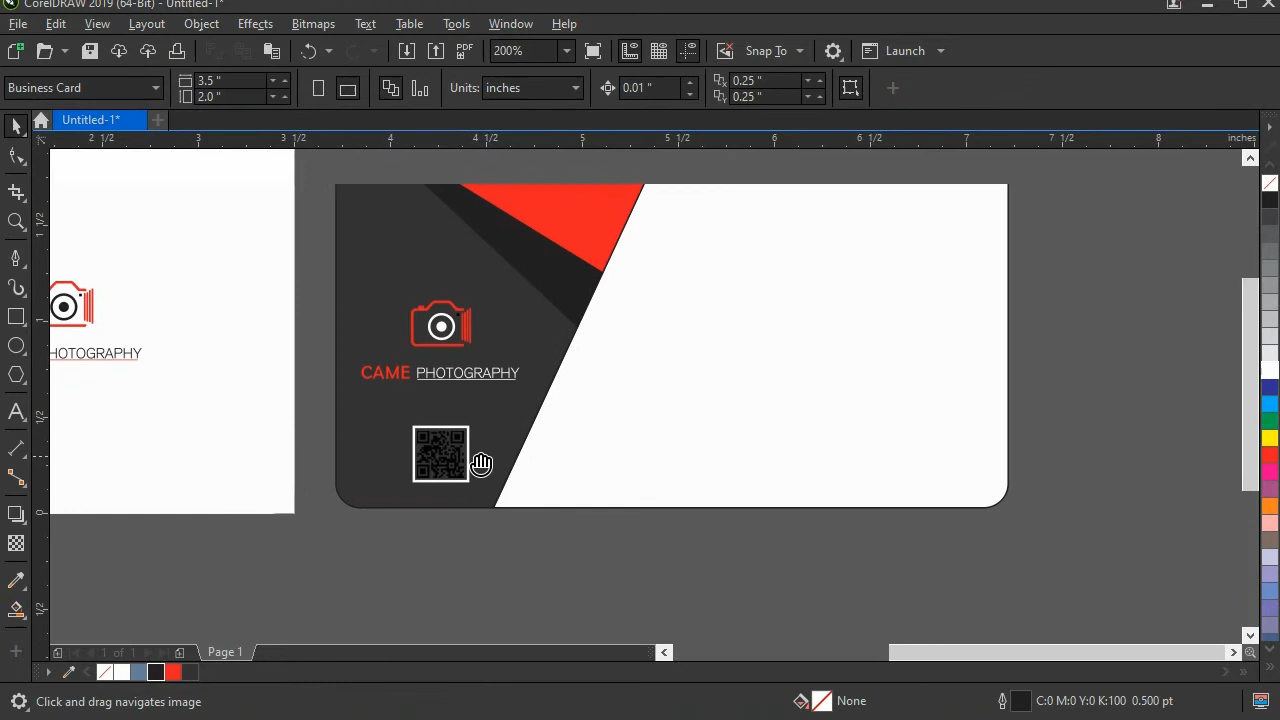 CorelDRAW 2019 (64-Bit) - Untitled-1*
File Edit View Layout Object Effects Bitmaps Text Table Tools Window Help
PDF 200% Snap To Launch
Business Card 3.5 " 2.0 " Units: inches 0.01 " 0.25 " 0.25 "
Untitled-1*
2 1/2 3 3 1/2 4 4 1/2 5 5 1/2 6 6 1/2 7 7 1/2 8 inches
HOTOGRAPHY
CAME PHOTOGRAPHY
1 of 1 Page 1
Click and drag navigates image None C:0 M:0 Y:0 K:100 0.500 pt